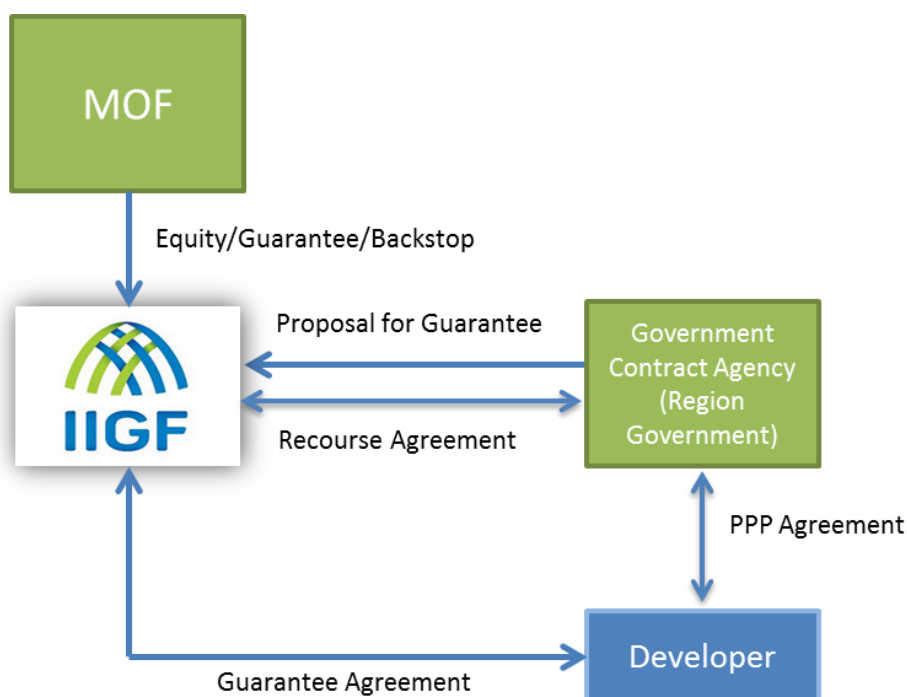 MOF
Equity/Guarantee/Backstop
Proposal for Guarantee
IIGF
Recourse Agreement
Government
Contract Agency
(Region
Government)
PPP Agreement
Developer
Guarantee Agreement